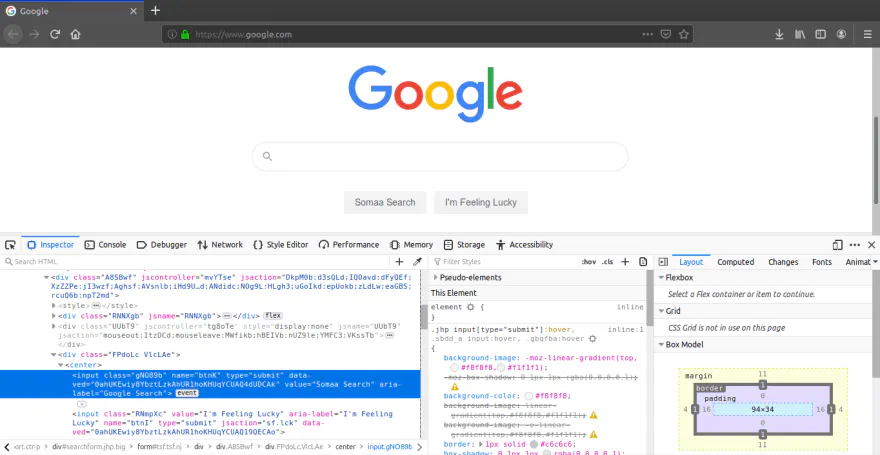 Google
https://www.google.com
Google
Somaa Search
I'm Feeling Lucky
Inspector
Console
Debugger
Network
Style Editor
Performance
Memory
Storage
Accessibility
Search HTML
<div class="A8SBwf" jscontroller="mvYTse" jsaction="DkpM0b:d3sQLd;IQOavd:dFyQEf;
XzZZPe:jI3wzf;Aghsf:AVsnlb;iHd9U…d;ANdidc;NOg9L:HLgh3;uGoIkd:epUokb;zLdLw:eaGBS;
rcuQ6b:npT2md">
<style></style>
<div class="RNNXgb" jsname="RNNXgb"></div> flex
<div class="UUbT9" jscontroller="tg8oTe" style="display:none" jsname="UUbT9"
jsaction="mouseout:ItzDCd;mouseleave:MWfikb;hBEIVb:nUZ9le;YMFC3:VKssTb">
</div>
<div class="FPdoLc VlcLAe">
<center>
<input class="gNO89b" name="btnK" type="submit" data-
ved="0ahUKEwiy8YbztLzkAhUR1hoKHUqYCUAQ4dUDCAk" value="Somaa Search" aria-
label="Google Search"> event
<input class="RNmpXc" value="I'm Feeling Lucky" aria-label="I'm Feeling
Lucky" name="btnI" type="submit" jsaction="sf.lck" data-
ved="0ahUKEwiy8YbztLzkAhUR1hoKHUqYCUAQ19QECAo">
ort.ctr-p
div#searchform.jhp.big
form#tsf.tsf.nj
div
div.A8SBwf
div.FPdoLc.VlcLAe
center
input.gNO89b
Filter Styles
:hov .cls
Pseudo-elements
This Element
element { inline
}
.jhp input[type="submit"]:hover, inline:1
.sbdd_a input:hover, .gbqfba:hover
{
background-image: -moz-linear-gradient(top,
#f8f8f8, #f1f1f1);
-moz-box-shadow: 0 1px 1px rgba(0,0,0,0.1);
background-color: #f8f8f8;
background-image: linear-
gradient(top,#f8f8f8,#f1f1f1);
background-image: -o-linear-
gradient(top,#f8f8f8,#f1f1f1);
border: 1px solid #c6c6c6;
box-shadow: 0 1px 1px rgba(0,0,0,0.1);
Layout
Computed
Changes
Fonts
Animat
Flexbox
Select a Flex container or item to continue.
Grid
CSS Grid is not in use on this page
Box Model
margin
11
border
1
padding
0
4 1 16 94×34 16 1 4
0
1
11